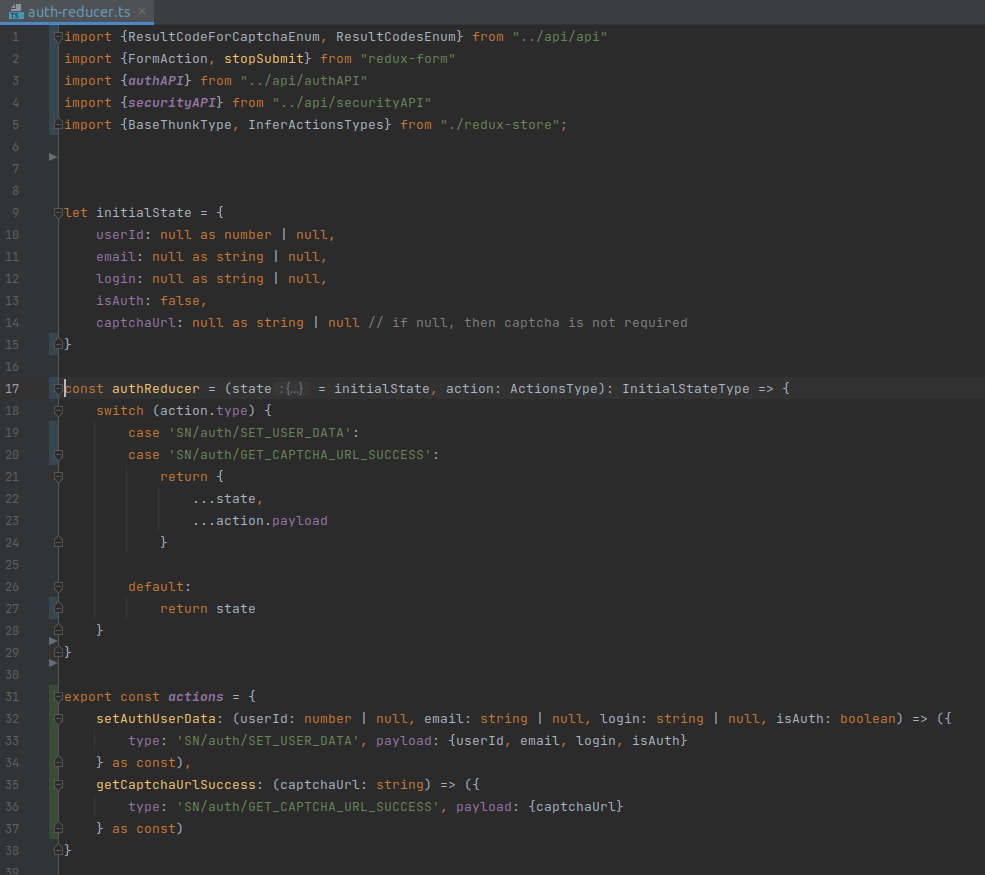 auth-reducer.ts
1 import {ResultCodeForCaptchaEnum, ResultCodesEnum} from "../api/api"
2 import {FormAction, stopSubmit} from "redux-form"
3 import {authAPI} from "../api/authAPI"
4 import {securityAPI} from "../api/securityAPI"
5 import {BaseThunkType, InferActionsTypes} from "./redux-store";
6
7
8
9 let initialState = {
10     userId: null as number | null,
11     email: null as string | null,
12     login: null as string | null,
13     isAuth: false,
14     captchaUrl: null as string | null // if null, then captcha is not required
15 }
16
17 const authReducer = (state :{...} = initialState, action: ActionsType): InitialStateType => {
18     switch (action.type) {
19         case 'SN/auth/SET_USER_DATA':
20         case 'SN/auth/GET_CAPTCHA_URL_SUCCESS':
21             return {
22                 ...state,
23                 ...action.payload
24             }
25
26         default:
27             return state
28     }
29 }
30
31 export const actions = {
32     setAuthUserData: (userId: number | null, email: string | null, login: string | null, isAuth: boolean) => ({
33         type: 'SN/auth/SET_USER_DATA', payload: {userId, email, login, isAuth}
34     } as const),
35     getCaptchaUrlSuccess: (captchaUrl: string) => ({
36         type: 'SN/auth/GET_CAPTCHA_URL_SUCCESS', payload: {captchaUrl}
37     } as const)
38 }
39